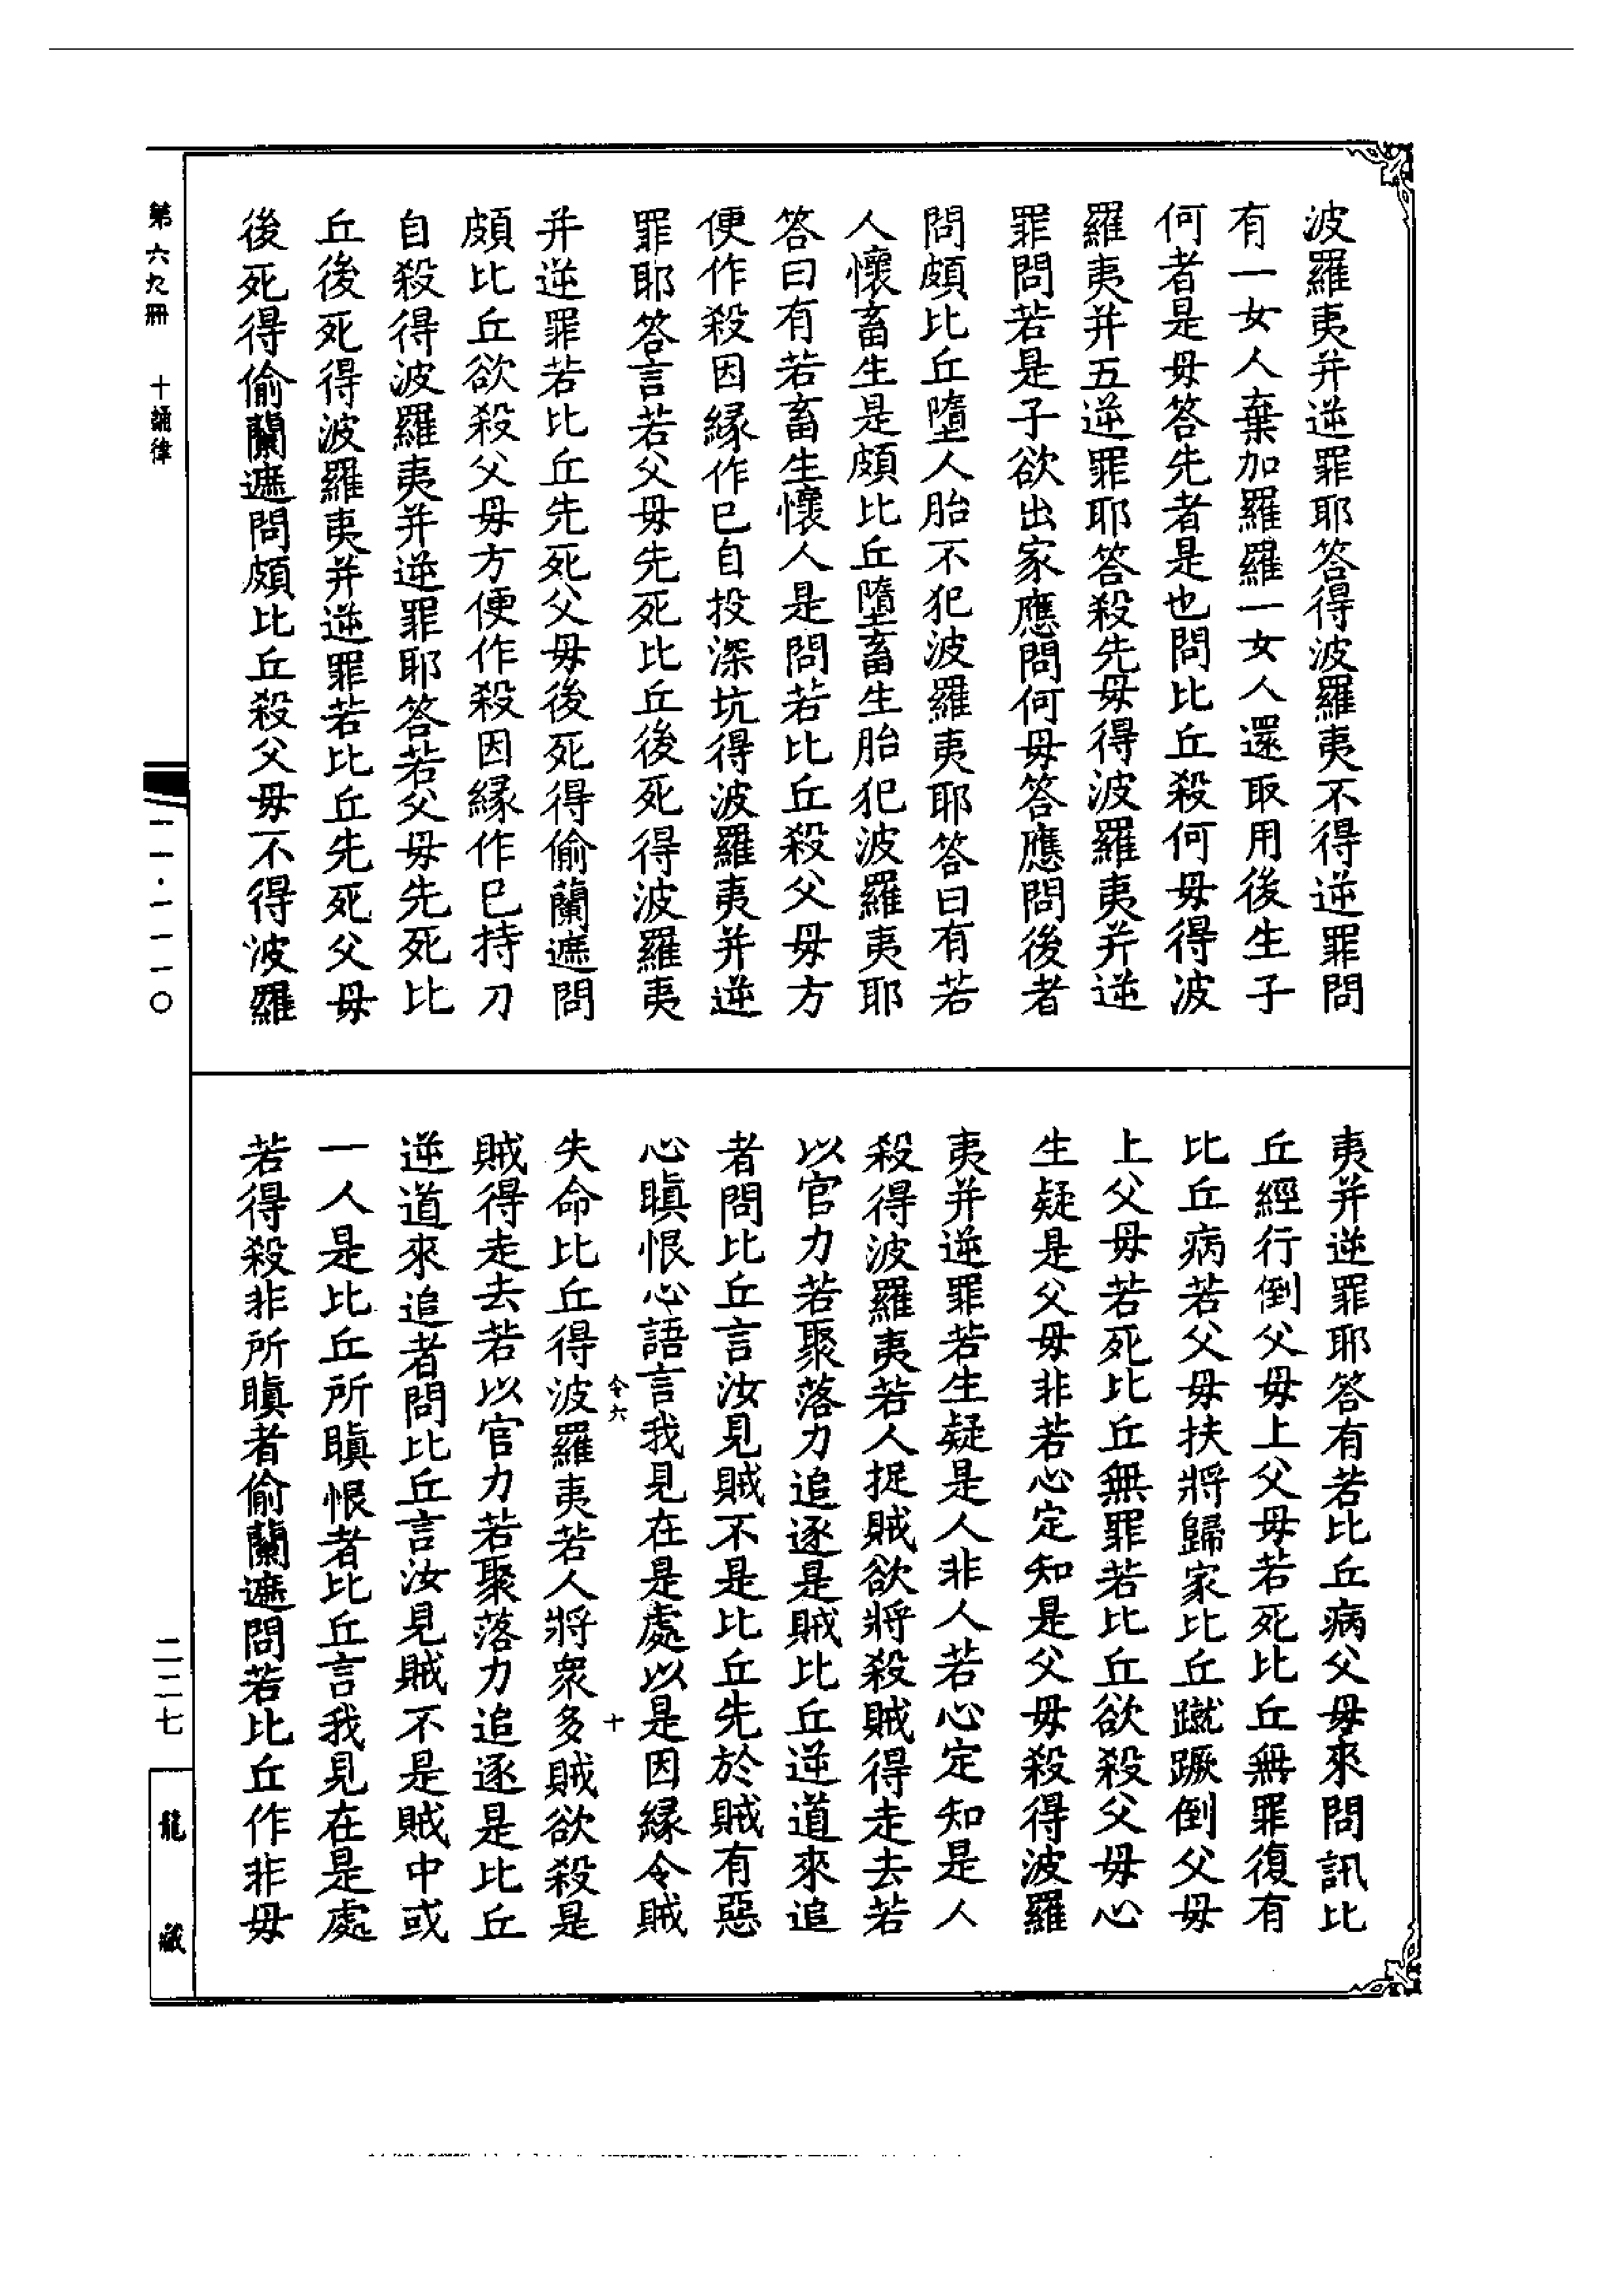 波羅夷并逆罪耶答得波羅夷不得逆罪問
有一女人棄加羅羅一女人還取用後生子
何者是毋答先者是也問比丘殺何毋得波
羅夷并五逆罪耶答殺先毋得波羅夷并逆
罪問若是子欲出家應問何毋答應問後者
問頗比丘墮人胎不犯波羅夷耶答曰有若
人懷畜生是頗比丘墮畜生胎犯波羅夷耶
答曰有若畜生懷人是問若比丘殺父毋方
便作殺因緣作已自投深坑得波羅夷并逆
罪耶答言若父毋先死比丘後死得波羅夷
并逆罪若比丘先死父毋後死得偷蘭遮問
頗比丘欲殺父毋方便作殺因緣作已持刀
自殺得波羅夷并逆罪耶答若父毋先死比
丘後死得波羅夷并逆罪若比丘先死父毋
後死得偷蘭遮問頗比丘殺父毋不得波羅
夷并逆罪耶答有若比丘病父毋來問訊比
丘經行倒父毋上父毋若死比丘無罪復有
比丘病若父毋扶將歸家比丘蹴蹶倒父毋
上父毋若死比丘無罪若比丘欲殺父毋心
生疑是父毋非若心定知是父毋殺得波羅
夷并逆罪若生疑是人非人若心定知是人
殺得波羅夷若人捉賊欲將殺賊得走去若
以官力若聚落力追逐是賊比丘逆道來追
者問比丘言汝見賊不是比丘先於賊有惡
心瞋恨心語言我見在是處以是因緣令賊
令六
十
失命比丘得波羅夷若人將眾多賊欲殺是
賊得走去若以官力若聚落力追逐是比丘
逆道來追者問比丘言汝見賊不是賊中或
一人是比丘所瞋恨者比丘言我見在是處
若得殺非所瞋者偷蘭遮問若比丘作非毋
第六九冊
十誦律
一一·一一一〇
二二七
龍藏